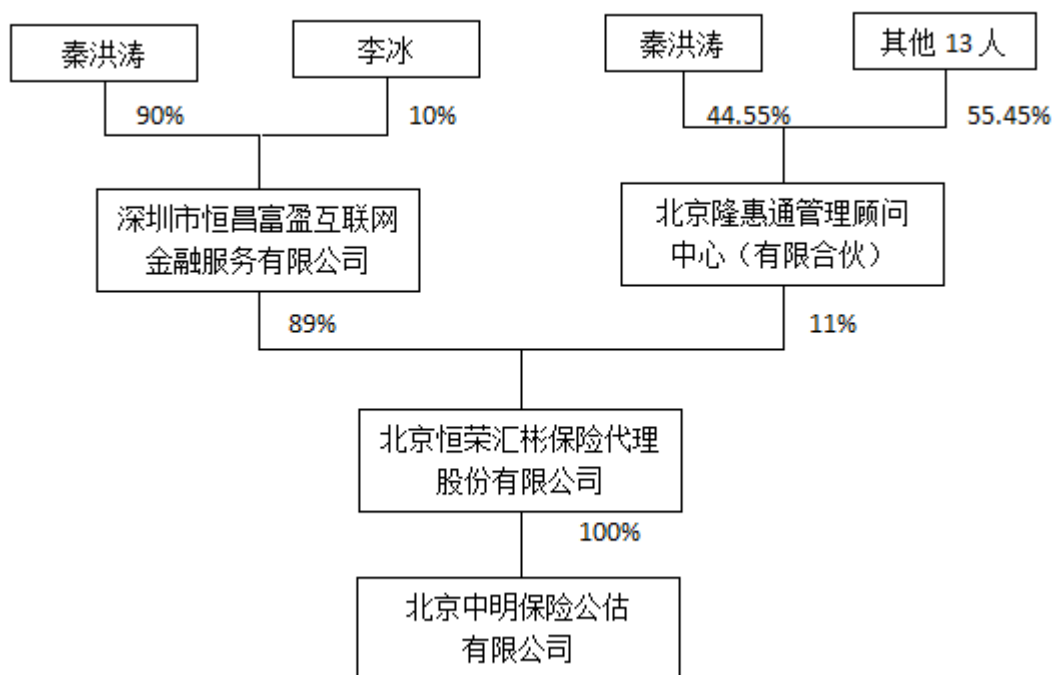 秦洪涛
李冰
秦洪涛
其他 13 人
90%
10%
44.55%
55.45%
深圳市恒昌富盈互联网
金融服务有限公司
北京隆惠通管理顾问
中心（有限合伙）
89%
11%
北京恒荣汇彬保险代理
股份有限公司
100%
北京中明保险公估
有限公司